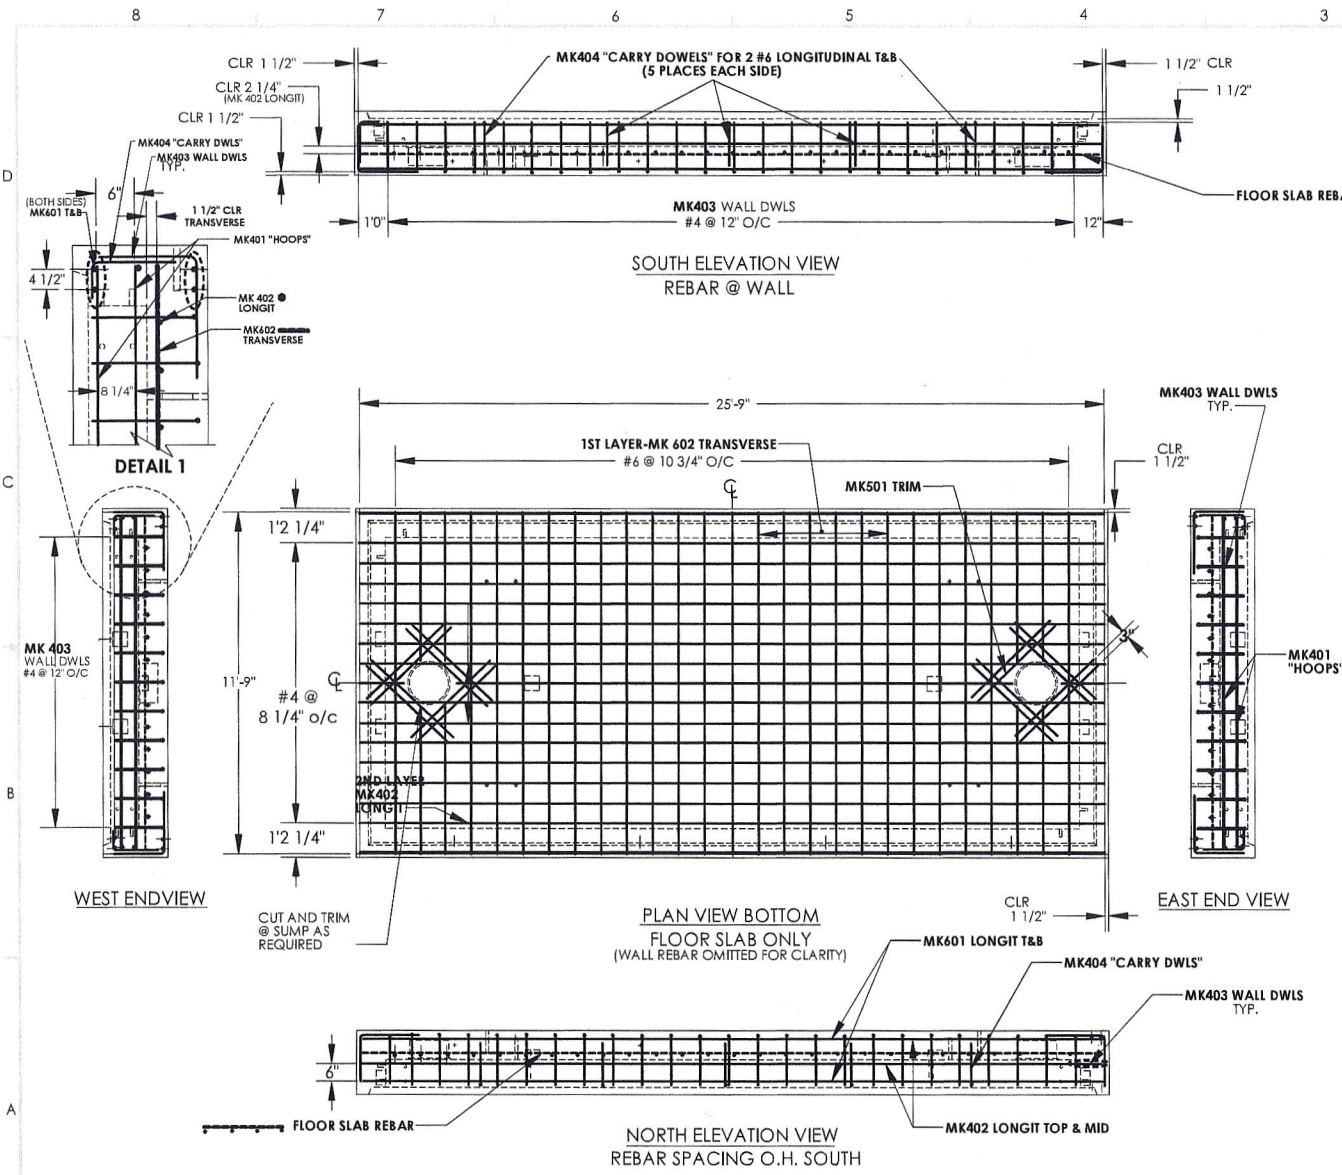 8
7
6
5
4
3
D
C
B
A
CLR 1 1/2"
CLR 2 1/4"
(MK 402 LONGIT)
CLR 1 1/2"
MK404 "CARRY DOWELS" FOR 2 #6 LONGITUDINAL T&B
(5 PLACES EACH SIDE)
1 1/2" CLR
1 1/2"
1'0"
MK403 WALL DWLS
#4 @ 12" O/C
12"
FLOOR SLAB
SOUTH ELEVATION VIEW
REBAR @ WALL
MK404 "CARRY DWLS"
MK403 WALL DWLS
TYP.
6"
(BOTH SIDES)
MK601 T&B
1 1/2" CLR
TRANSVERSE
MK401 "HOOPS"
4 1/2"
MK 402
LONGIT
MK602
TRANSVERSE
8 1/4"
DETAIL 1
25'-9"
1ST LAYER-MK 602 TRANSVERSE
#6 @ 10 3/4" O/C
MK501 TRIM
CL
MK403 WALL DWLS
TYP.
CLR
1 1/2"
1'2 1/4"
MK 403
WALL DWLS
#4 @ 12" O/C
11'-9"
CL
#4 @
8 1/4" O/C
3"
MK401
"HOOPS"
2ND LAYER
MK402
LONGIT
1'2 1/4"
WEST ENDVIEW
CUT AND TRIM
@ SUMP AS
REQUIRED
PLAN VIEW BOTTOM
FLOOR SLAB ONLY
(WALL REBAR OMITTED FOR CLARITY)
CLR
1 1/2"
EAST END VIEW
MK601 LONGIT T&B
MK404 "CARRY DWLS"
MK403 WALL DWLS
TYP.
6"
FLOOR SLAB REBAR
MK402 LONGIT TOP & MID
NORTH ELEVATION VIEW
REBAR SPACING O.H. SOUTH